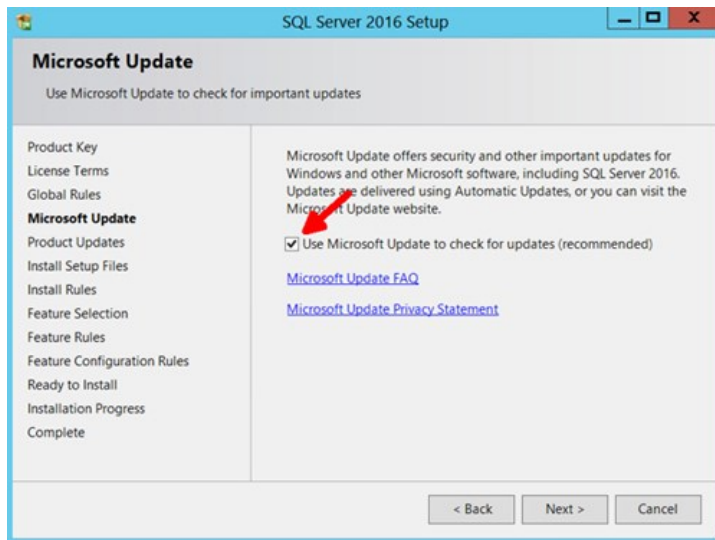 SQL Server 2016 Setup
Microsoft Update
Use Microsoft Update to check for important updates
Product Key
License Terms
Global Rules
Microsoft Update
Product Updates
Install Setup Files
Install Rules
Feature Selection
Feature Rules
Feature Configuration Rules
Ready to Install
Installation Progress
Complete
Microsoft Update offers security and other important updates for
Windows and other Microsoft software, including SQL Server 2016.
Updates are delivered using Automatic Updates, or you can visit the
Microsoft Update website.
Use Microsoft Update to check for updates (recommended)
Microsoft Update FAQ
Microsoft Update Privacy Statement
< Back Next > Cancel